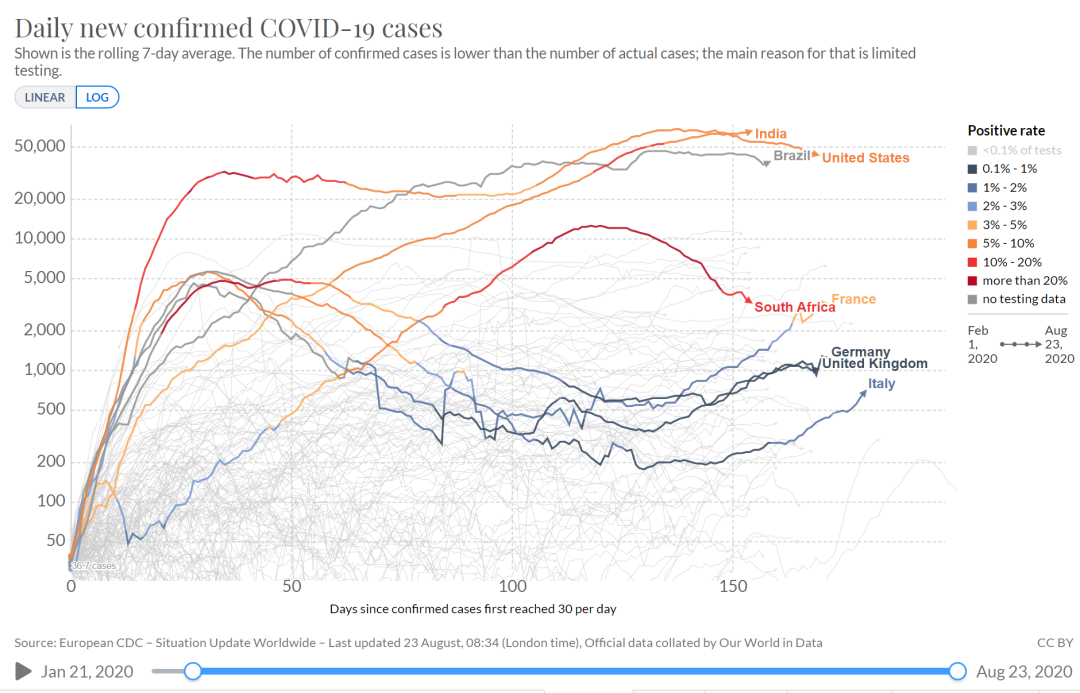 Daily new confirmed COVID-19 cases
Shown is the rolling 7-day average. The number of confirmed cases is lower than the number of actual cases; the main reason for that is limited
testing.
LINEAR
LOG
50,000
20,000
10,000
5,000
2,000
1,000
500
200
100
50
India
Brazil
United States
South Africa
France
Germany
United Kingdom
Italy
36.7 cases
0
50
100
150
Days since confirmed cases first reached 30 per day
Positive rate
<0.1% of tests
0.1% - 1%
1% - 2%
2% - 3%
3% - 5%
5% - 10%
10% - 20%
more than 20%
no testing data
Feb
1,
2020
Aug
23,
2020
Source: European CDC – Situation Update Worldwide – Last updated 23 August, 08:34 (London time), Official data collated by Our World in Data
CC BY
Jan 21, 2020
Aug 23, 2020